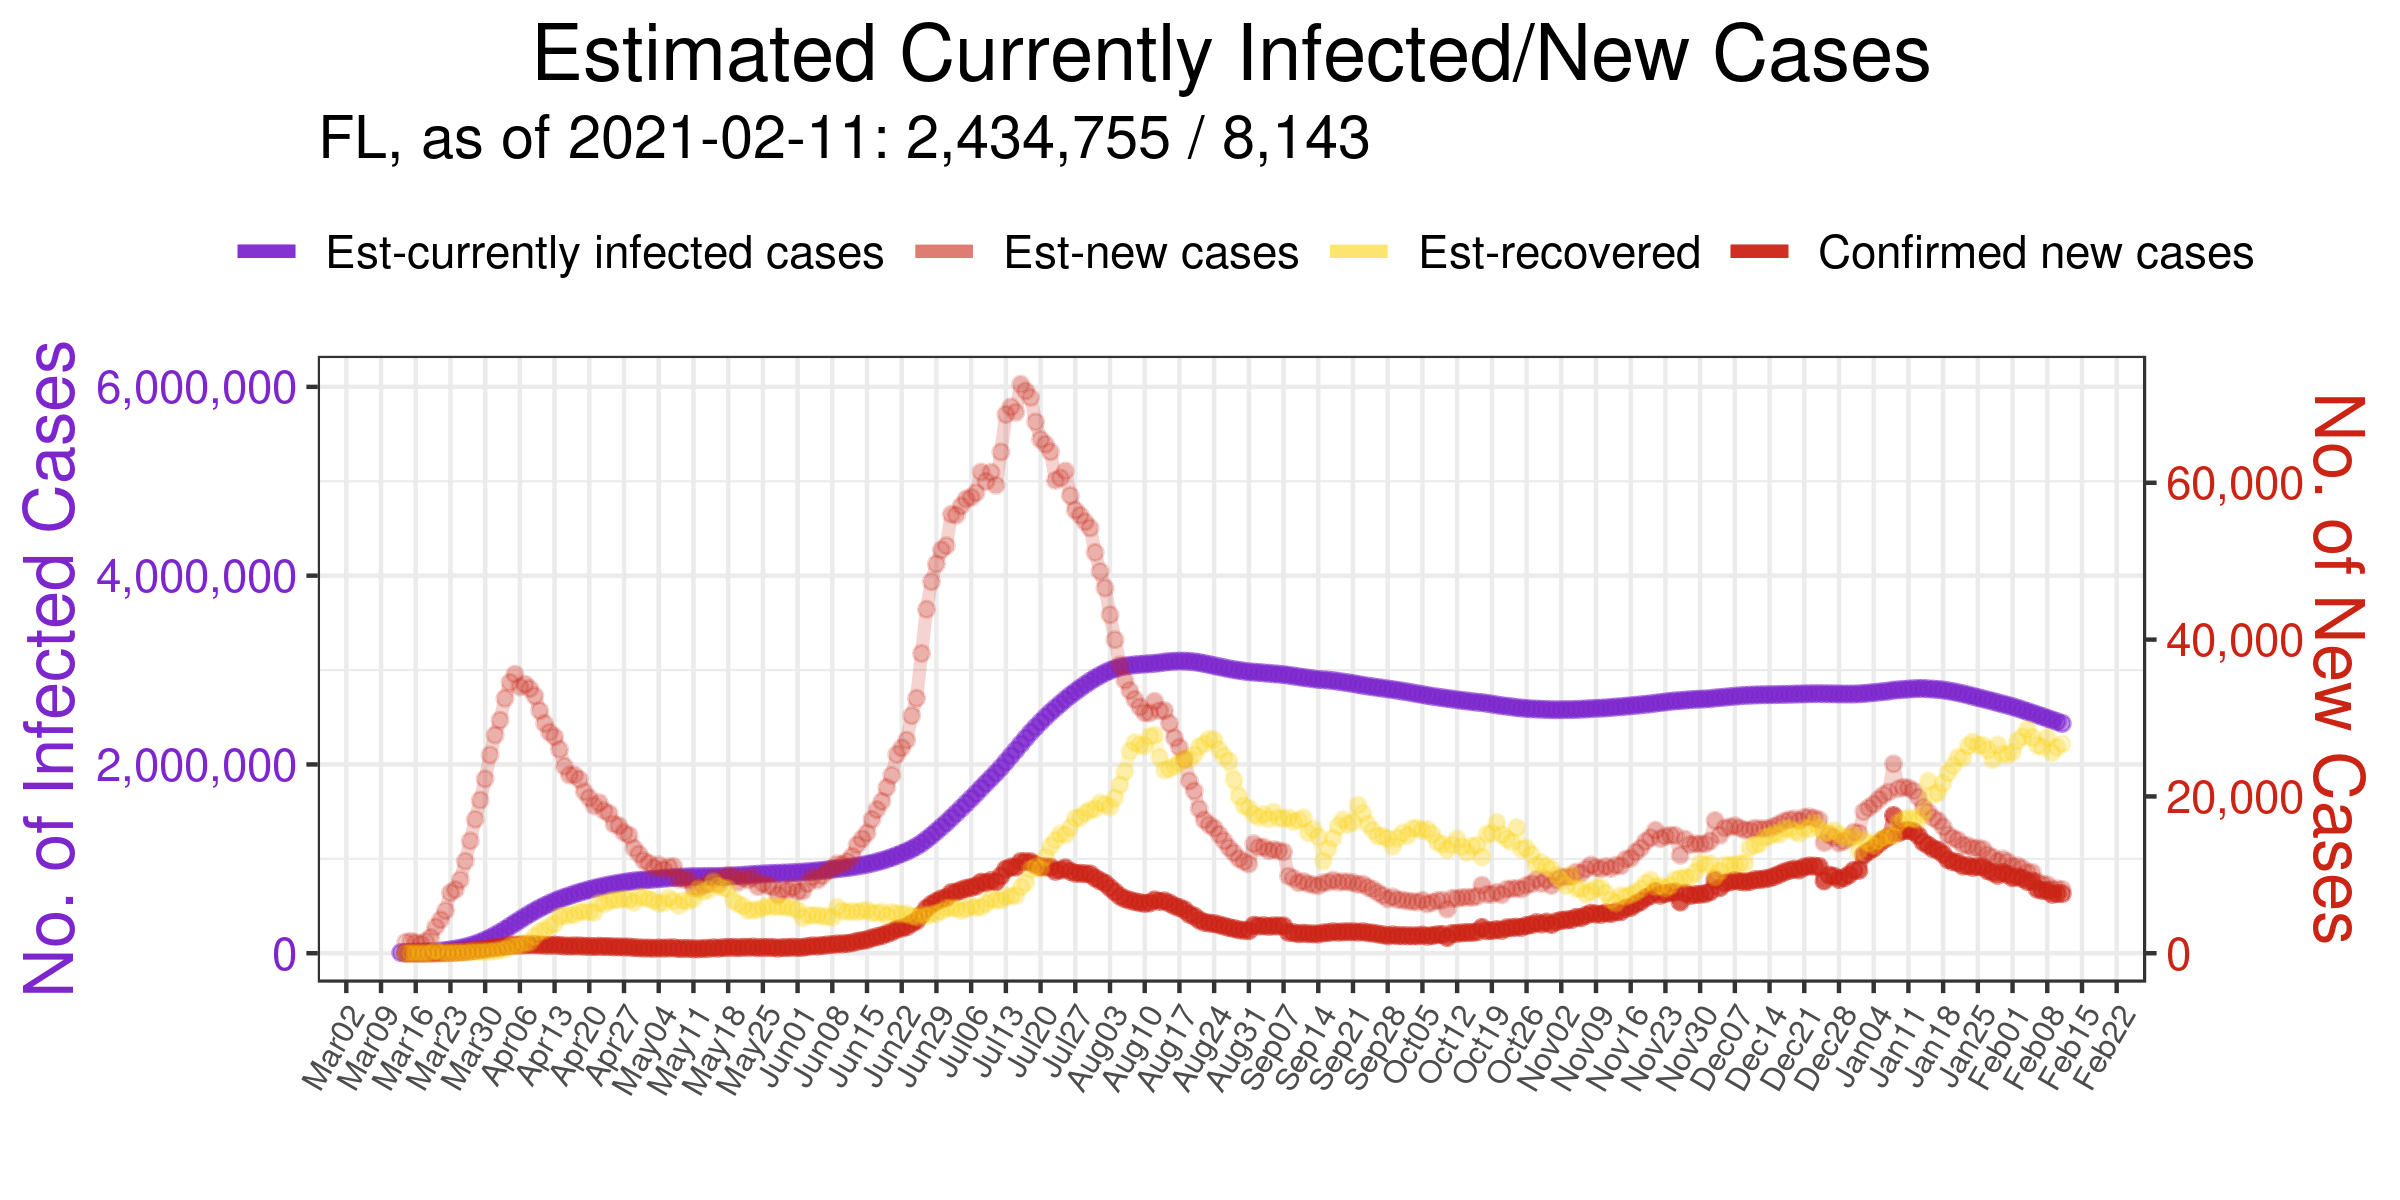 Estimated Currently Infected/New Cases
FL, as of 2021-02-11: 2,434,755 / 8,143
Est-currently infected cases Est-new cases Est-recovered Confirmed new cases
No. of Infected Cases
6,000,000
4,000,000
2,000,000
0
60,000
40,000
20,000
0
No. of New Cases
Mar02 Mar09 Mar16 Mar23 Mar30 Apr06 Apr13 Apr20 Apr27 May04 May11 May18 May25 Jun01 Jun08 Jun15 Jun22 Jun29 Jul06 Jul13 Jul20 Jul27 Aug03 Aug10 Aug17 Aug24 Aug31 Sep07 Sep14 Sep21 Sep28 Oct05 Oct12 Oct19 Oct26 Nov02 Nov09 Nov16 Nov23 Nov30 Dec07 Dec14 Dec21 Dec28 Jan04 Jan11 Jan18 Jan25 Feb01 Feb08 Feb15 Feb22